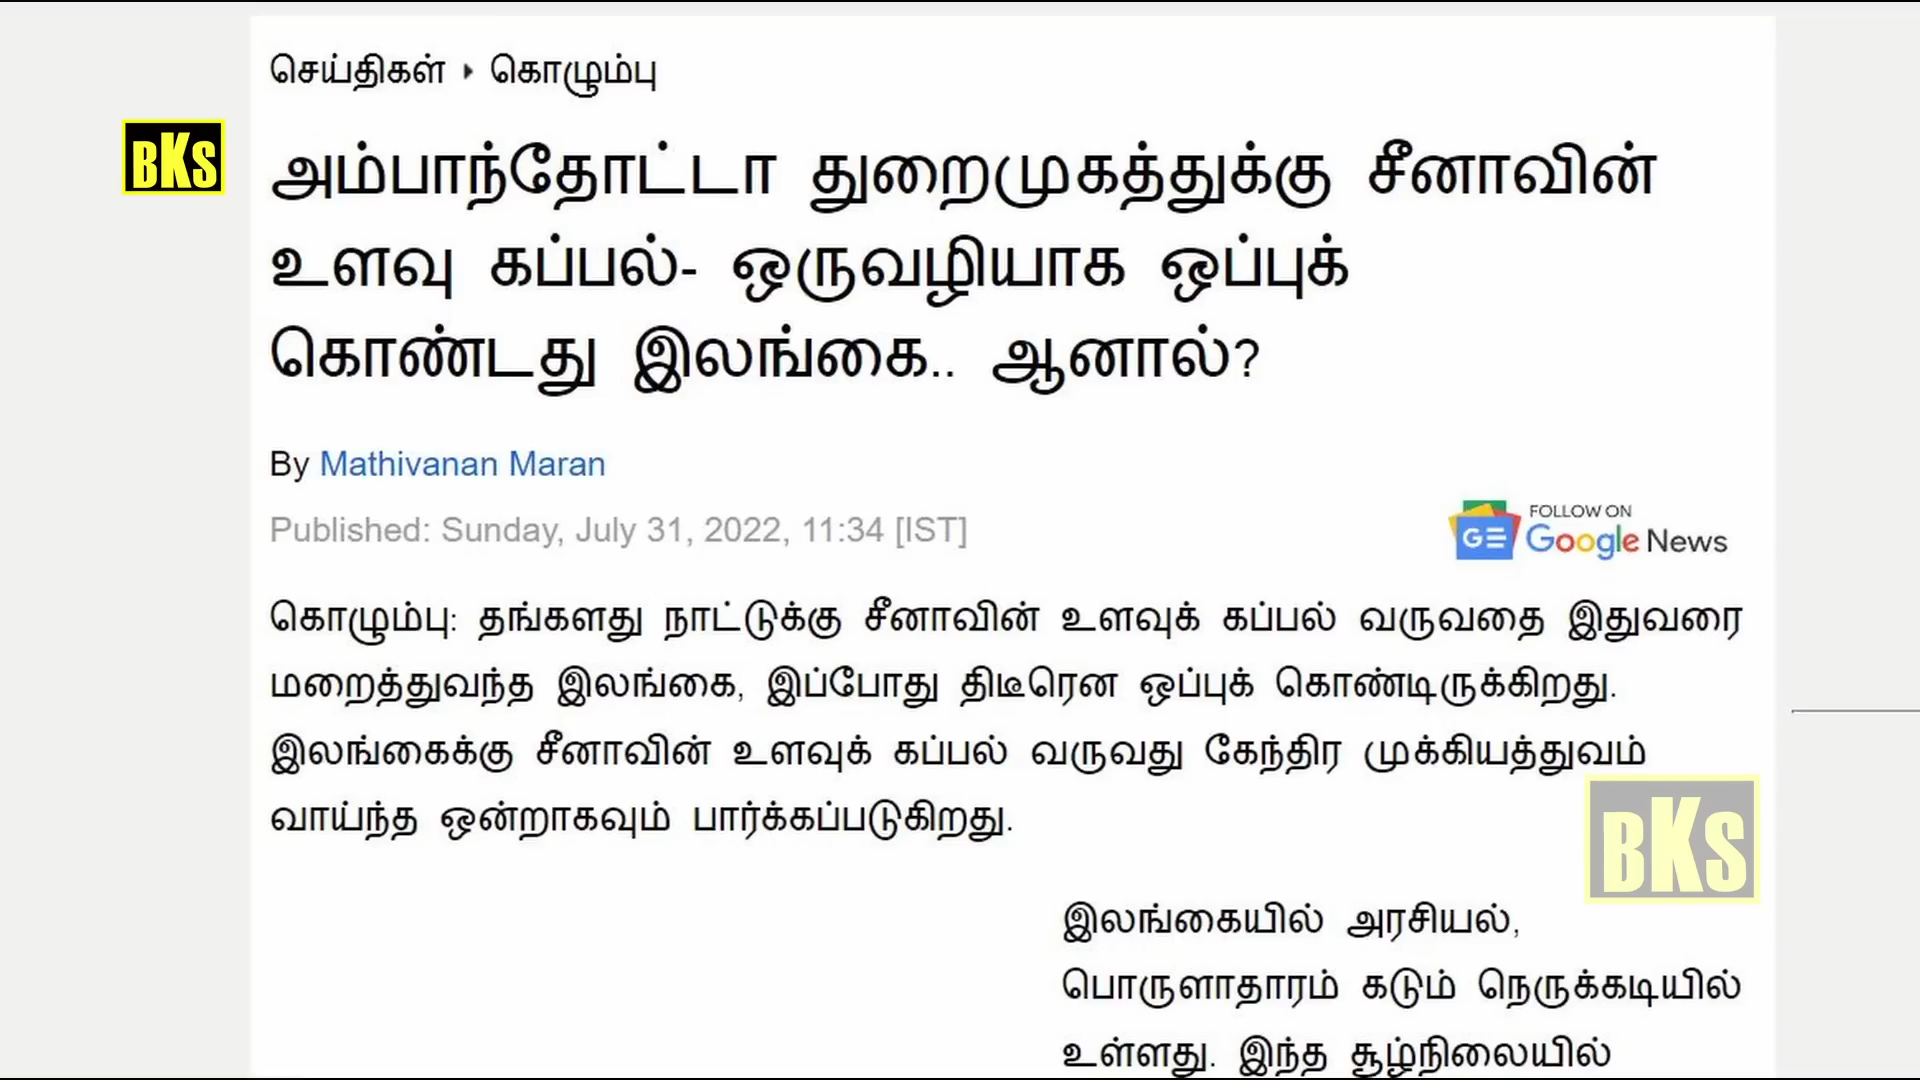 செய்திகள் ▸ கொழும்பு
BKS
அம்பாந்தோட்டா துறைமுகத்துக்கு சீனாவின்
உளவு கப்பல்- ஒருவழியாக ஒப்புக்
கொண்டது இலங்கை.. ஆனால்?
By Mathivanan Maran
Published: Sunday, July 31, 2022, 11:34 [IST]
FOLLOW ON
GE Google News
கொழும்பு: தங்களது நாட்டுக்கு சீனாவின் உளவுக் கப்பல் வருவதை இதுவரை
மறைத்துவந்த இலங்கை, இப்போது திடீரென ஒப்புக் கொண்டிருக்கிறது.
இலங்கைக்கு சீனாவின் உளவுக் கப்பல் வருவது கேந்திர முக்கியத்துவம்
வாய்ந்த ஒன்றாகவும் பார்க்கப்படுகிறது.
BKS
இலங்கையில் அரசியல்,
பொருளாதாரம் கடும் நெருக்கடியில்
உள்ளது. இந்த சூழ்நிலையில்